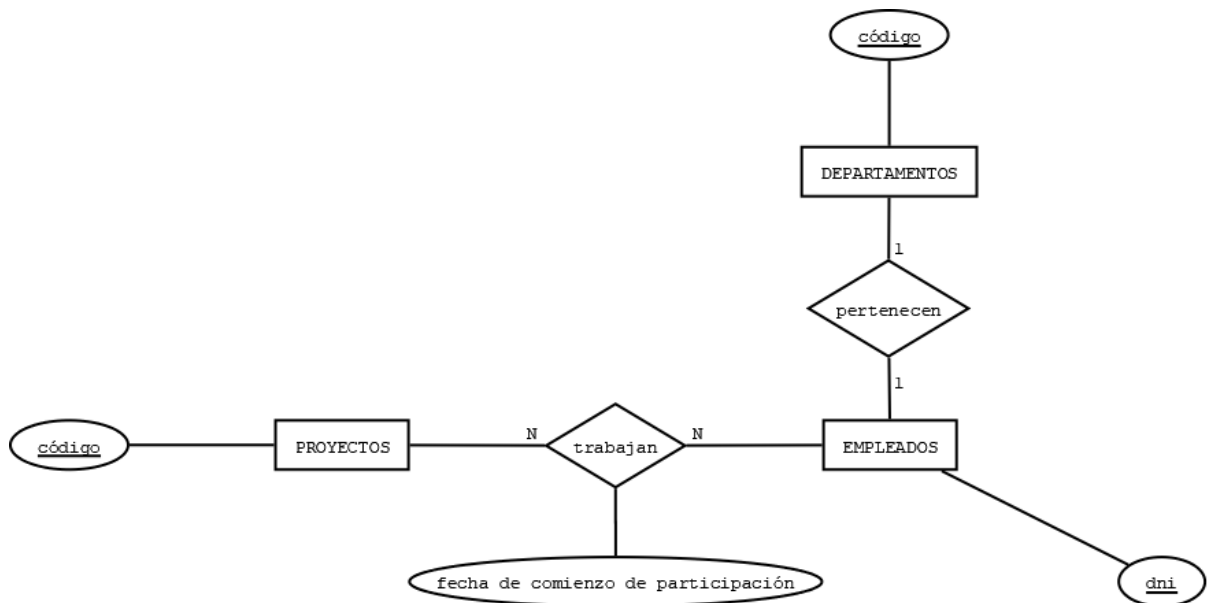 código
DEPARTAMENTOS
1
pertenecen
1
código
PROYECTOS
N
trabajan
N
EMPLEADOS
fecha de comienzo de participación
dni